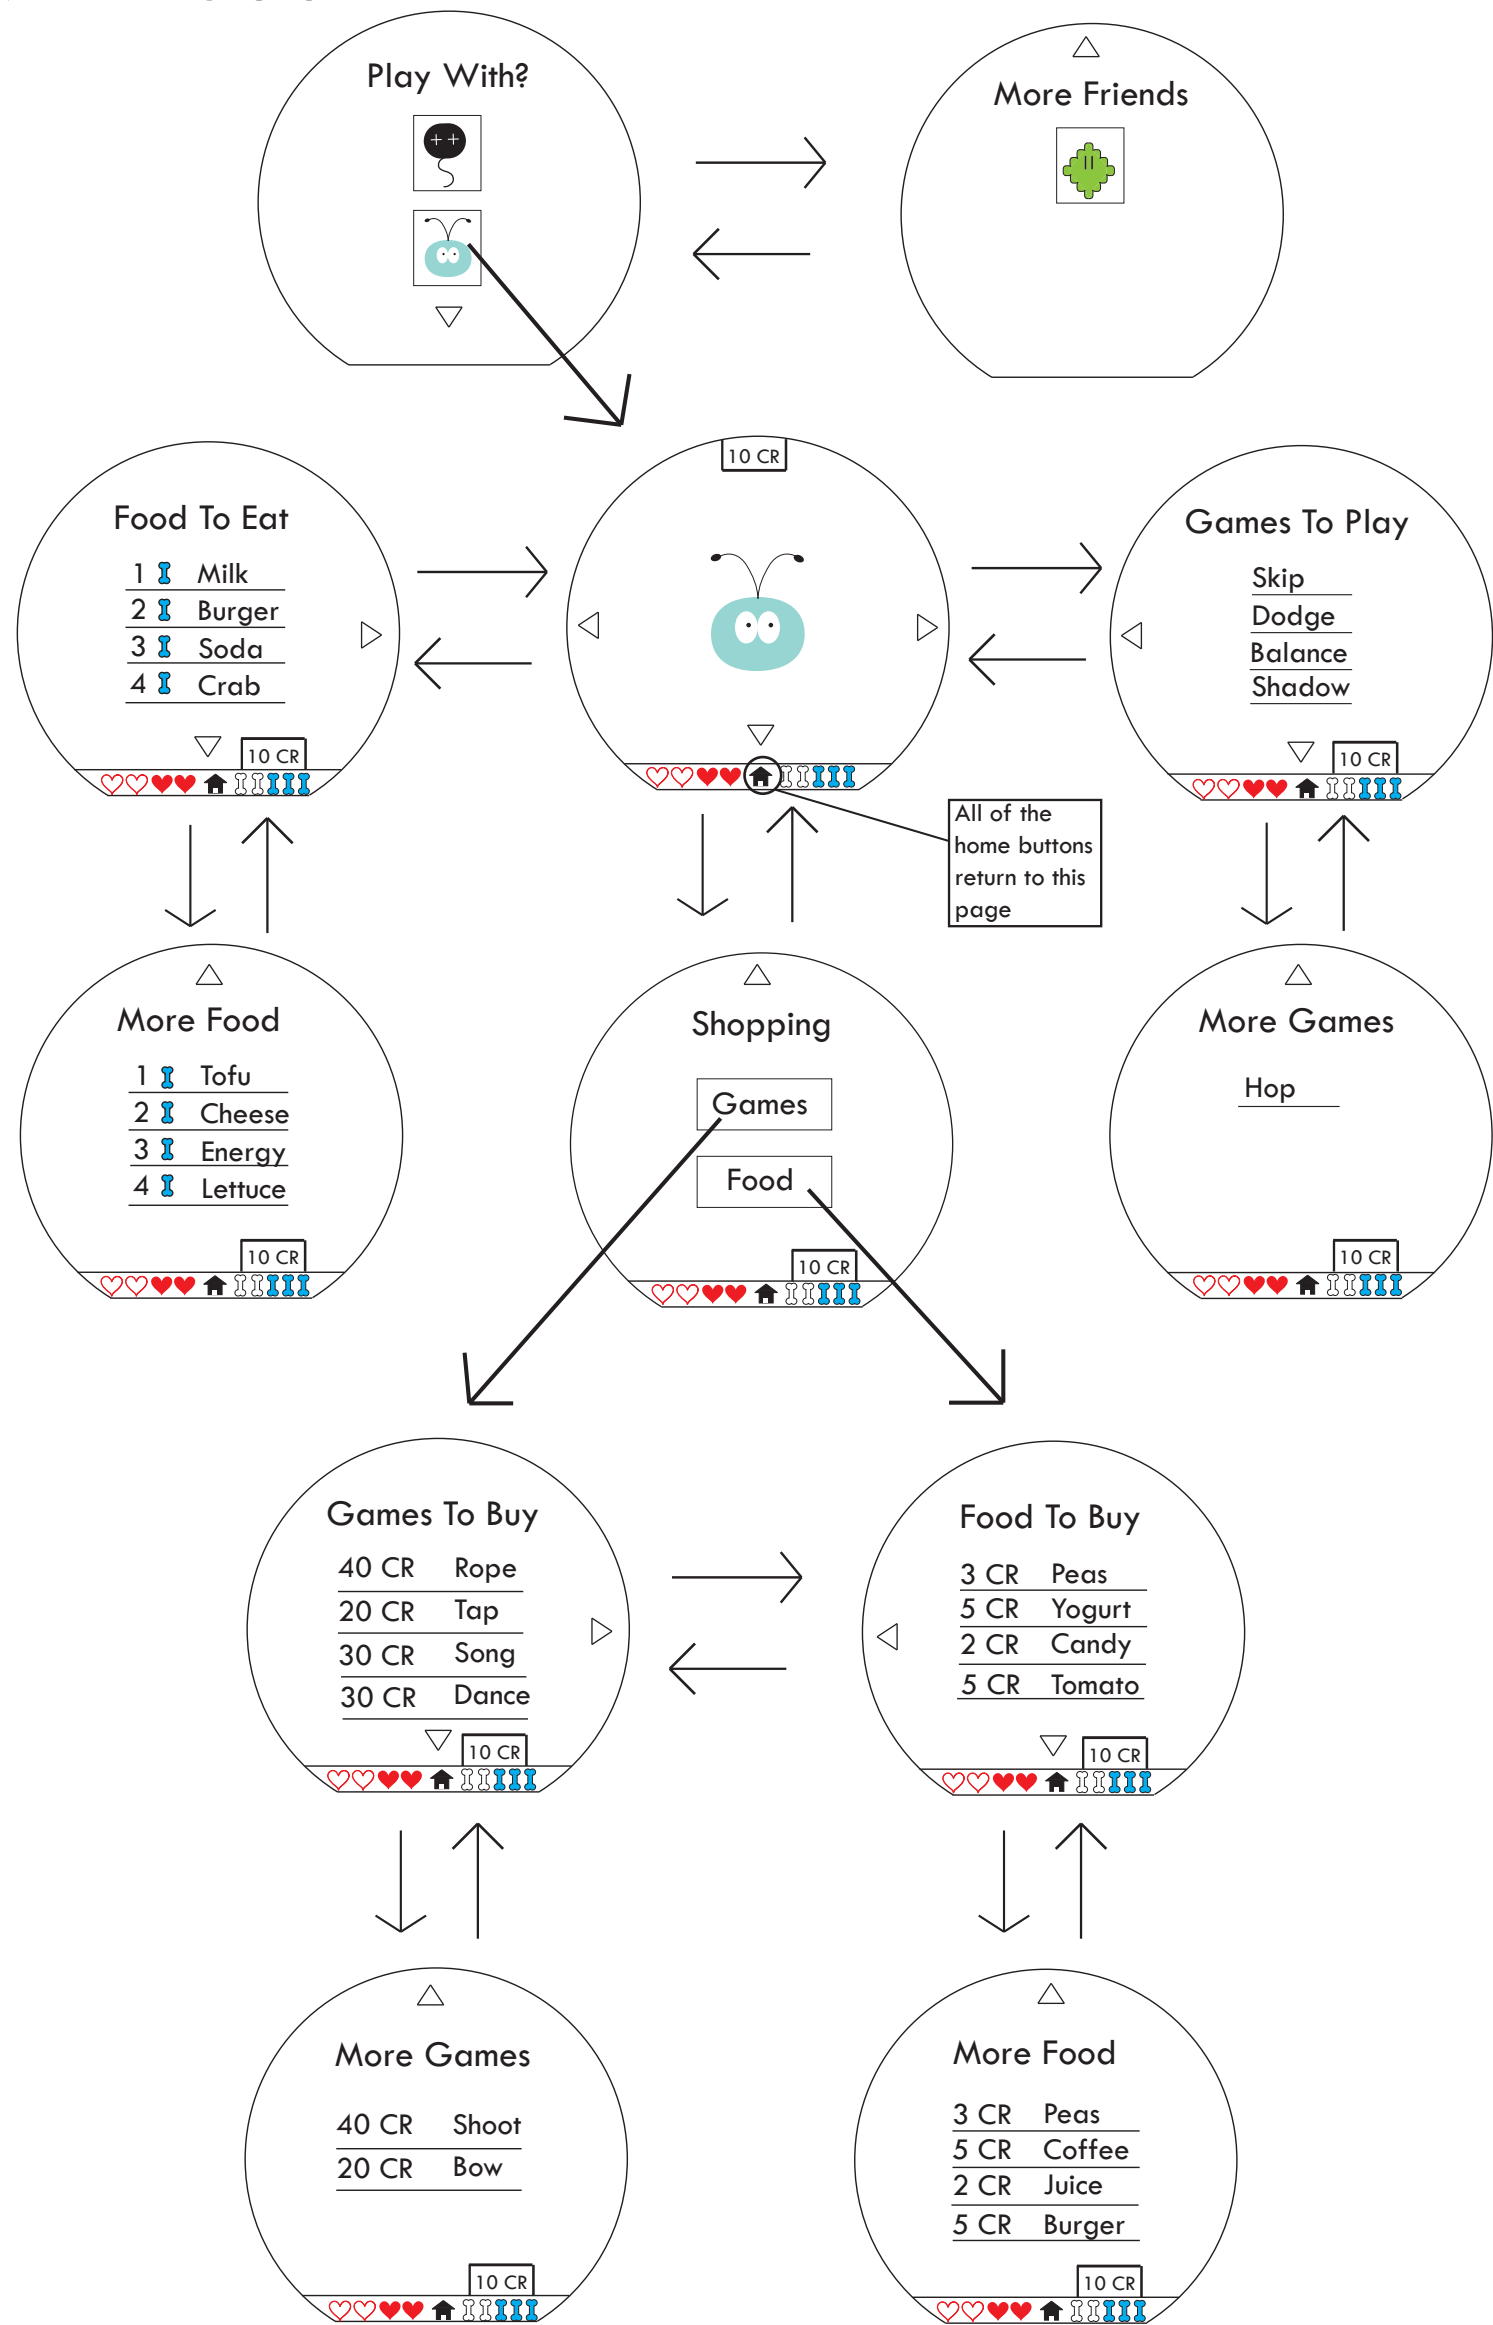 Play With?
More Friends
Food To Eat
1 Milk
2 Burger
3 Soda
4 Crab
10 CR
10 CR
Games To Play
Skip
Dodge
Balance
Shadow
10 CR
All of the
home buttons
return to this
page
More Food
1 Tofu
2 Cheese
3 Energy
4 Lettuce
10 CR
Shopping
Games
Food
10 CR
More Games
Hop
10 CR
Games To Buy
40 CR Rope
20 CR Tap
30 CR Song
30 CR Dance
10 CR
Food To Buy
3 CR Peas
5 CR Yogurt
2 CR Candy
5 CR Tomato
10 CR
More Games
40 CR Shoot
20 CR Bow
10 CR
More Food
3 CR Peas
5 CR Coffee
2 CR Juice
5 CR Burger
10 CR